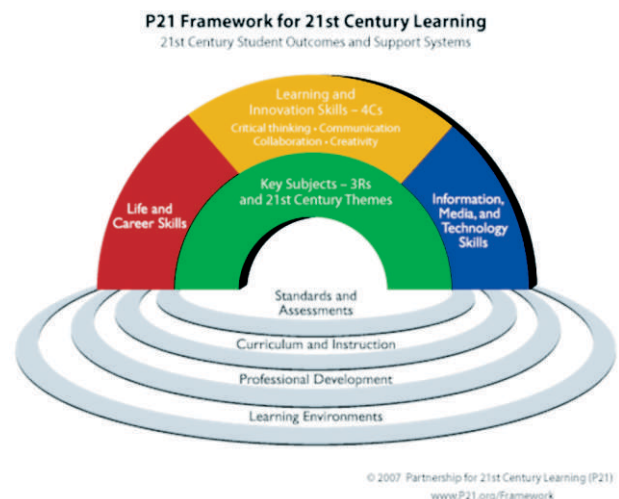 P21 Framework for 21st Century Learning
21st Century Student Outcomes and Support Systems
Learning and
Innovation Skills – 4Cs
Critical thinking • Communication
Collaboration • Creativity
Key Subjects – 3Rs
and 21st Century Themes
Life and
Career Skills
Information,
Media, and
Technology
Skills
Standards and
Assessments
Curriculum and Instruction
Professional Development
Learning Environments
© 2007 Partnership for 21st Century Learning (P21)
www.P21.org/Framework